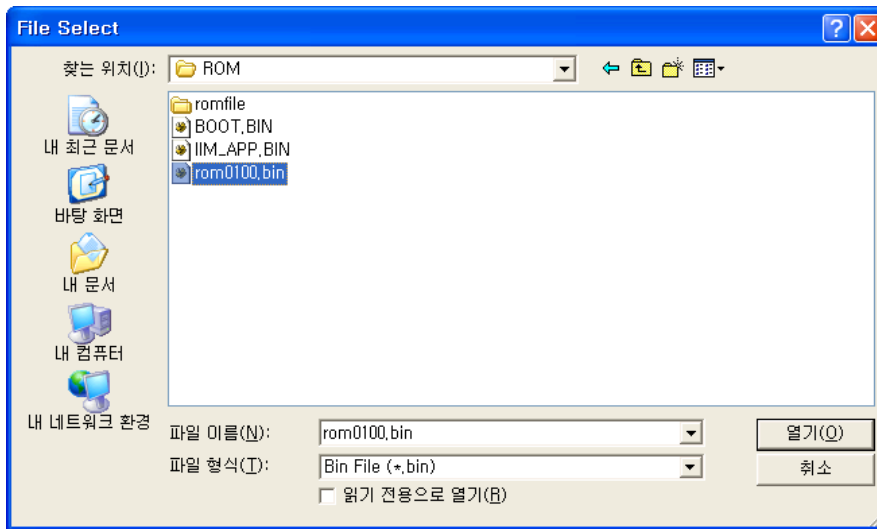 File Select
찾는 위치(I): ROM
romfile
BOOT.BIN
IIM_APP.BIN
rom0100.bin
내 최근 문서
바탕 화면
내 문서
내 컴퓨터
내 네트워크 환경
파일 이름(N): rom0100.bin 열기(O)
파일 형식(T): Bin File (*.bin) 취소
읽기 전용으로 열기(R)